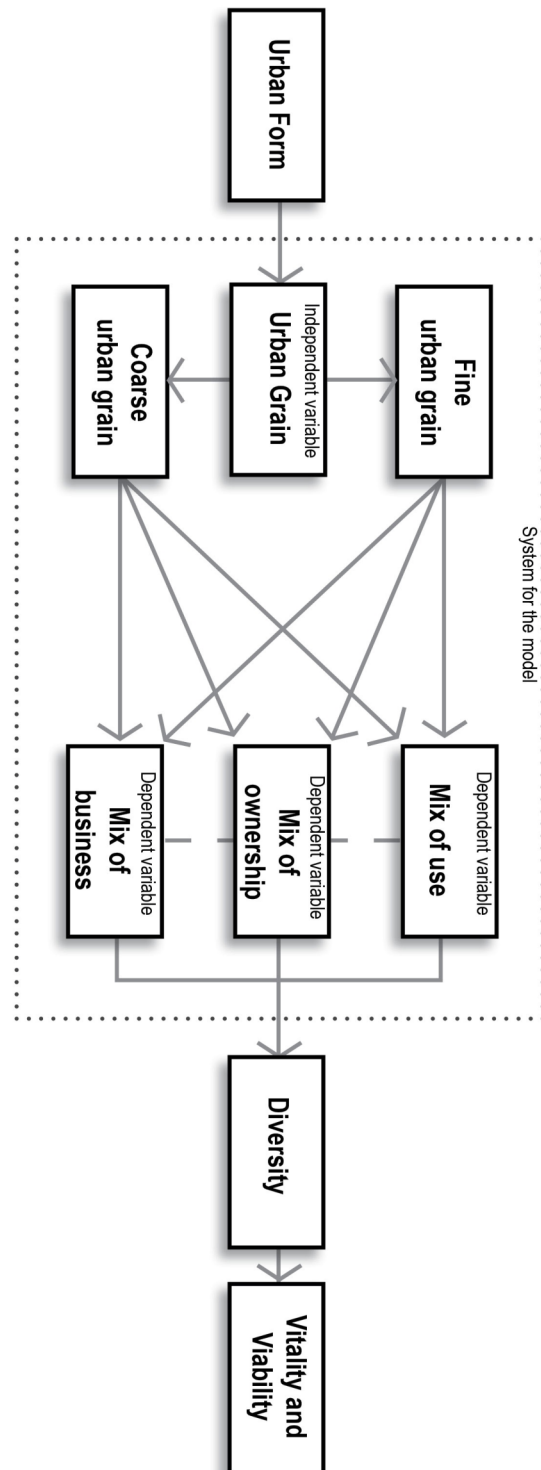 System for the model
Urban Form
Fine
urban grain
Independent variable
Urban Grain
Coarse
urban grain
Dependent variable
Mix of use
Dependent variable
Mix of
ownership
Dependent variable
Mix of
business
Diversity
Vitality and
Viability